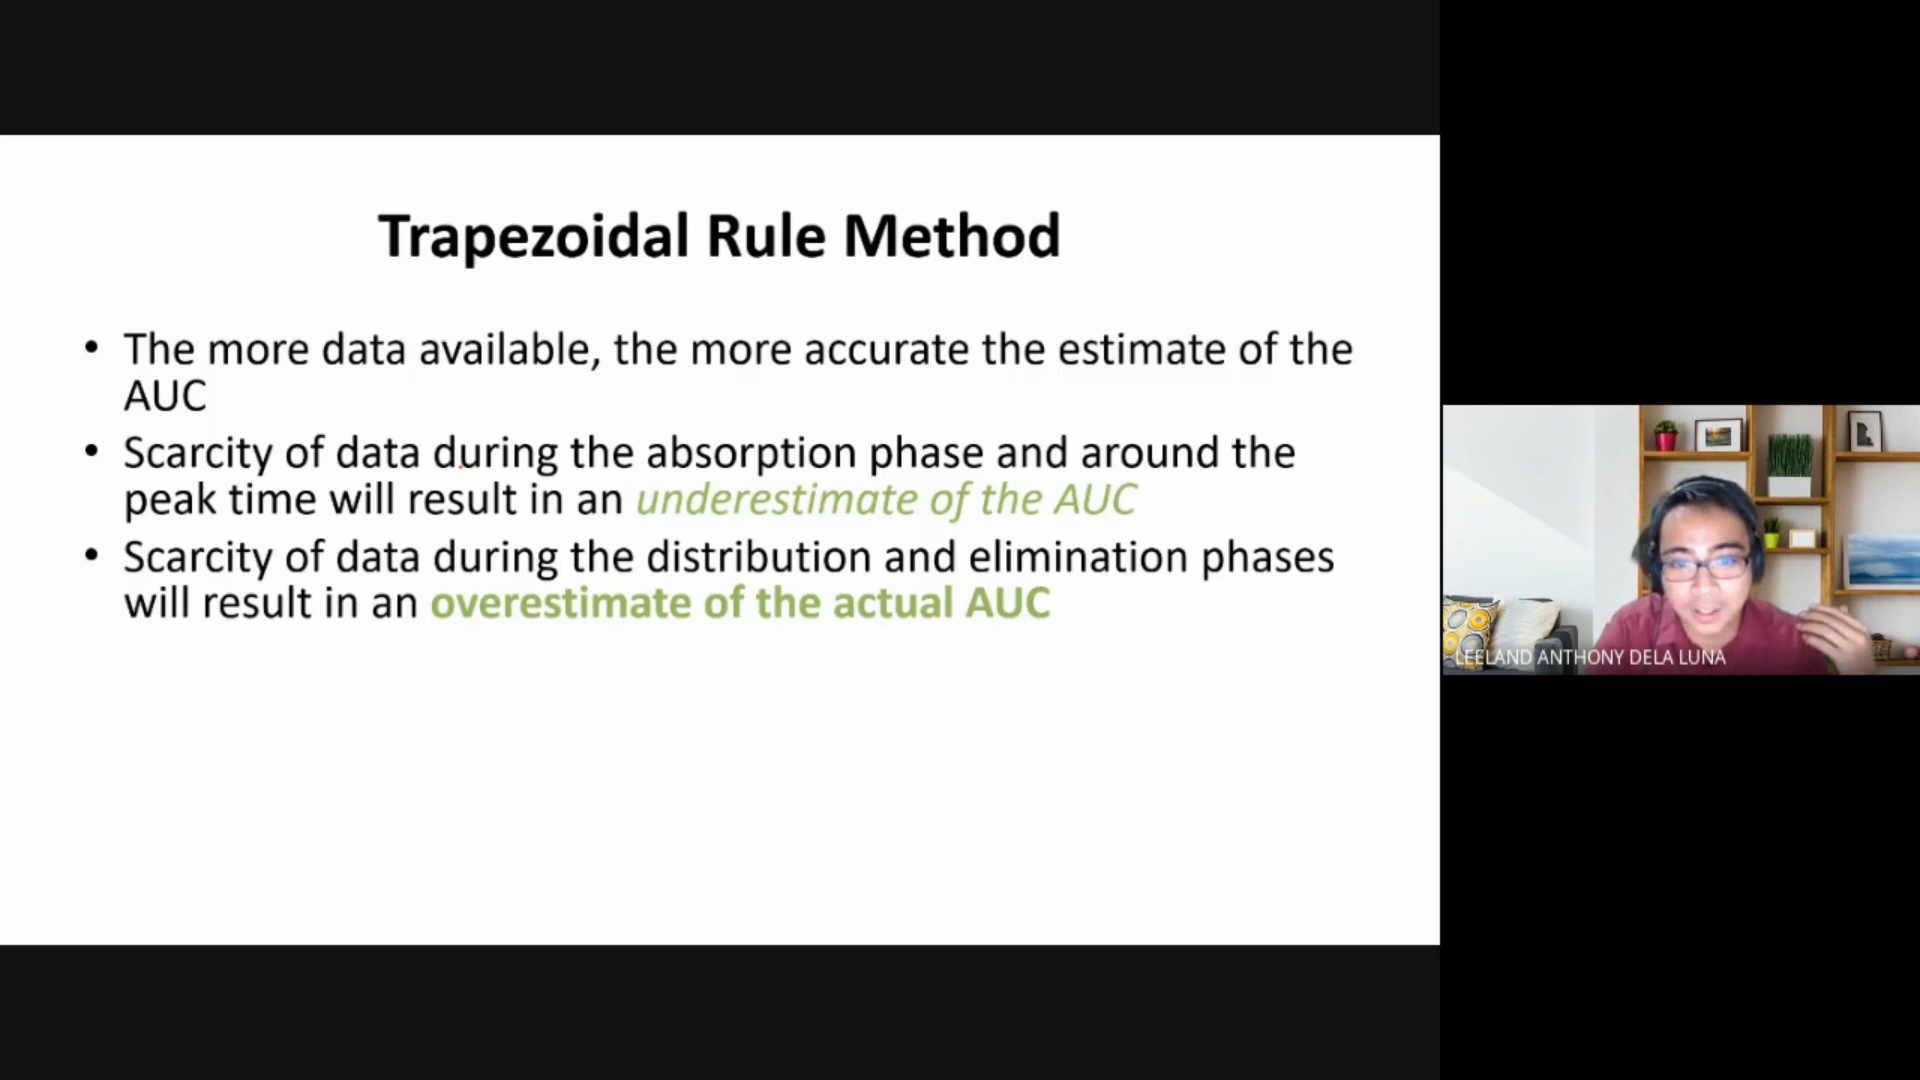 Trapezoidal Rule Method
• The more data available, the more accurate the estimate of the
AUC
• Scarcity of data during the absorption phase and around the
peak time will result in an underestimate of the AUC
• Scarcity of data during the distribution and elimination phases
will result in an overestimate of the actual AUC
LEELAND ANTHONY DELA LUNA